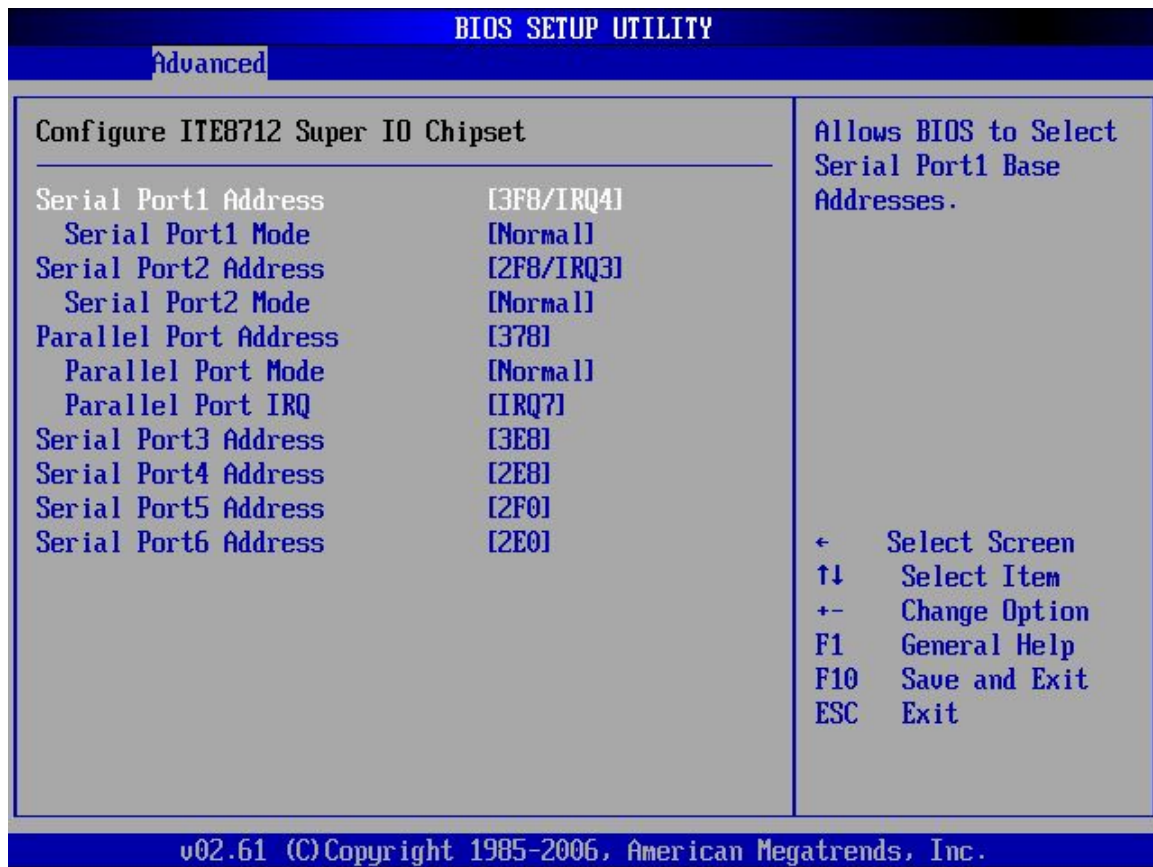 BIOS SETUP UTILITY
Advanced
Configure ITE8712 Super IO Chipset
Serial Port1 Address [3F8/IRQ4]
Serial Port1 Mode [Normal]
Serial Port2 Address [2F8/IRQ3]
Serial Port2 Mode [Normal]
Parallel Port Address [378]
Parallel Port Mode [Normal]
Parallel Port IRQ [IRQ7]
Serial Port3 Address [3E8]
Serial Port4 Address [2E8]
Serial Port5 Address [2F0]
Serial Port6 Address [2E0]
Allows BIOS to Select
Serial Port1 Base
Addresses.
← Select Screen
↑↓ Select Item
+- Change Option
F1 General Help
F10 Save and Exit
ESC Exit
v02.61 (C)Copyright 1985-2006, American Megatrends, Inc.